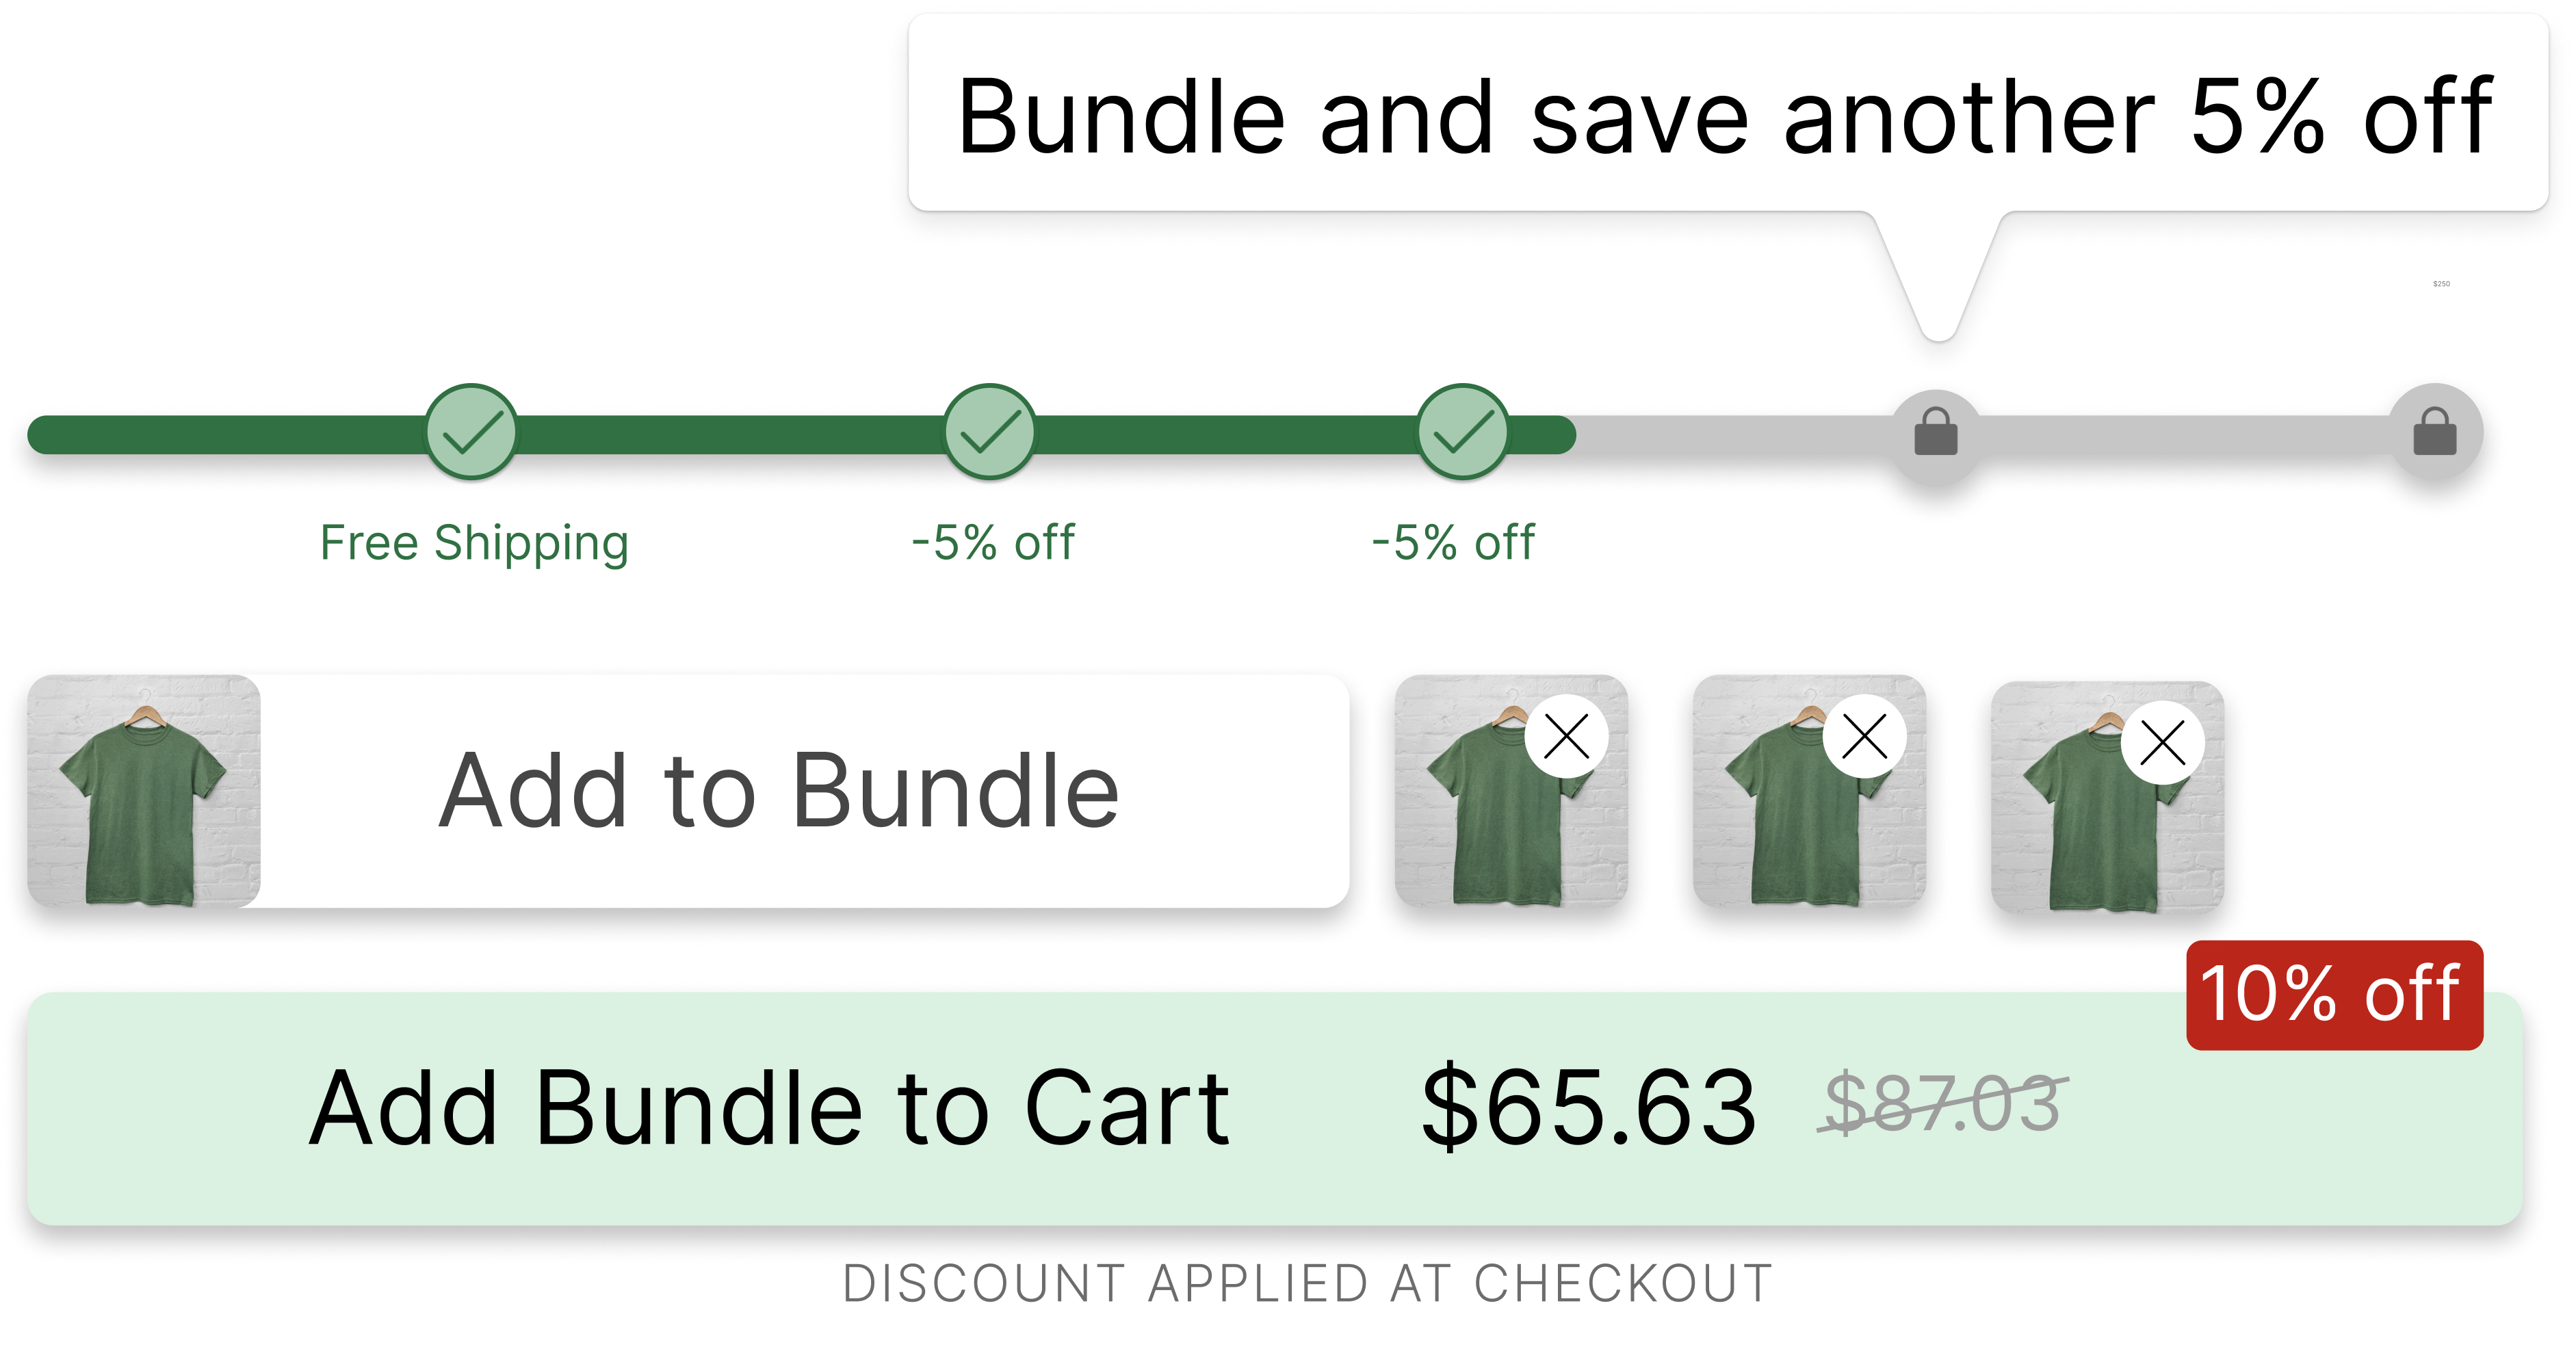 Bundle and save another 5% off
$250
Free Shipping
-5% off
-5% off
Add to Bundle
10% off
Add Bundle to Cart
$65.63
$87.03
DISCOUNT APPLIED AT CHECKOUT